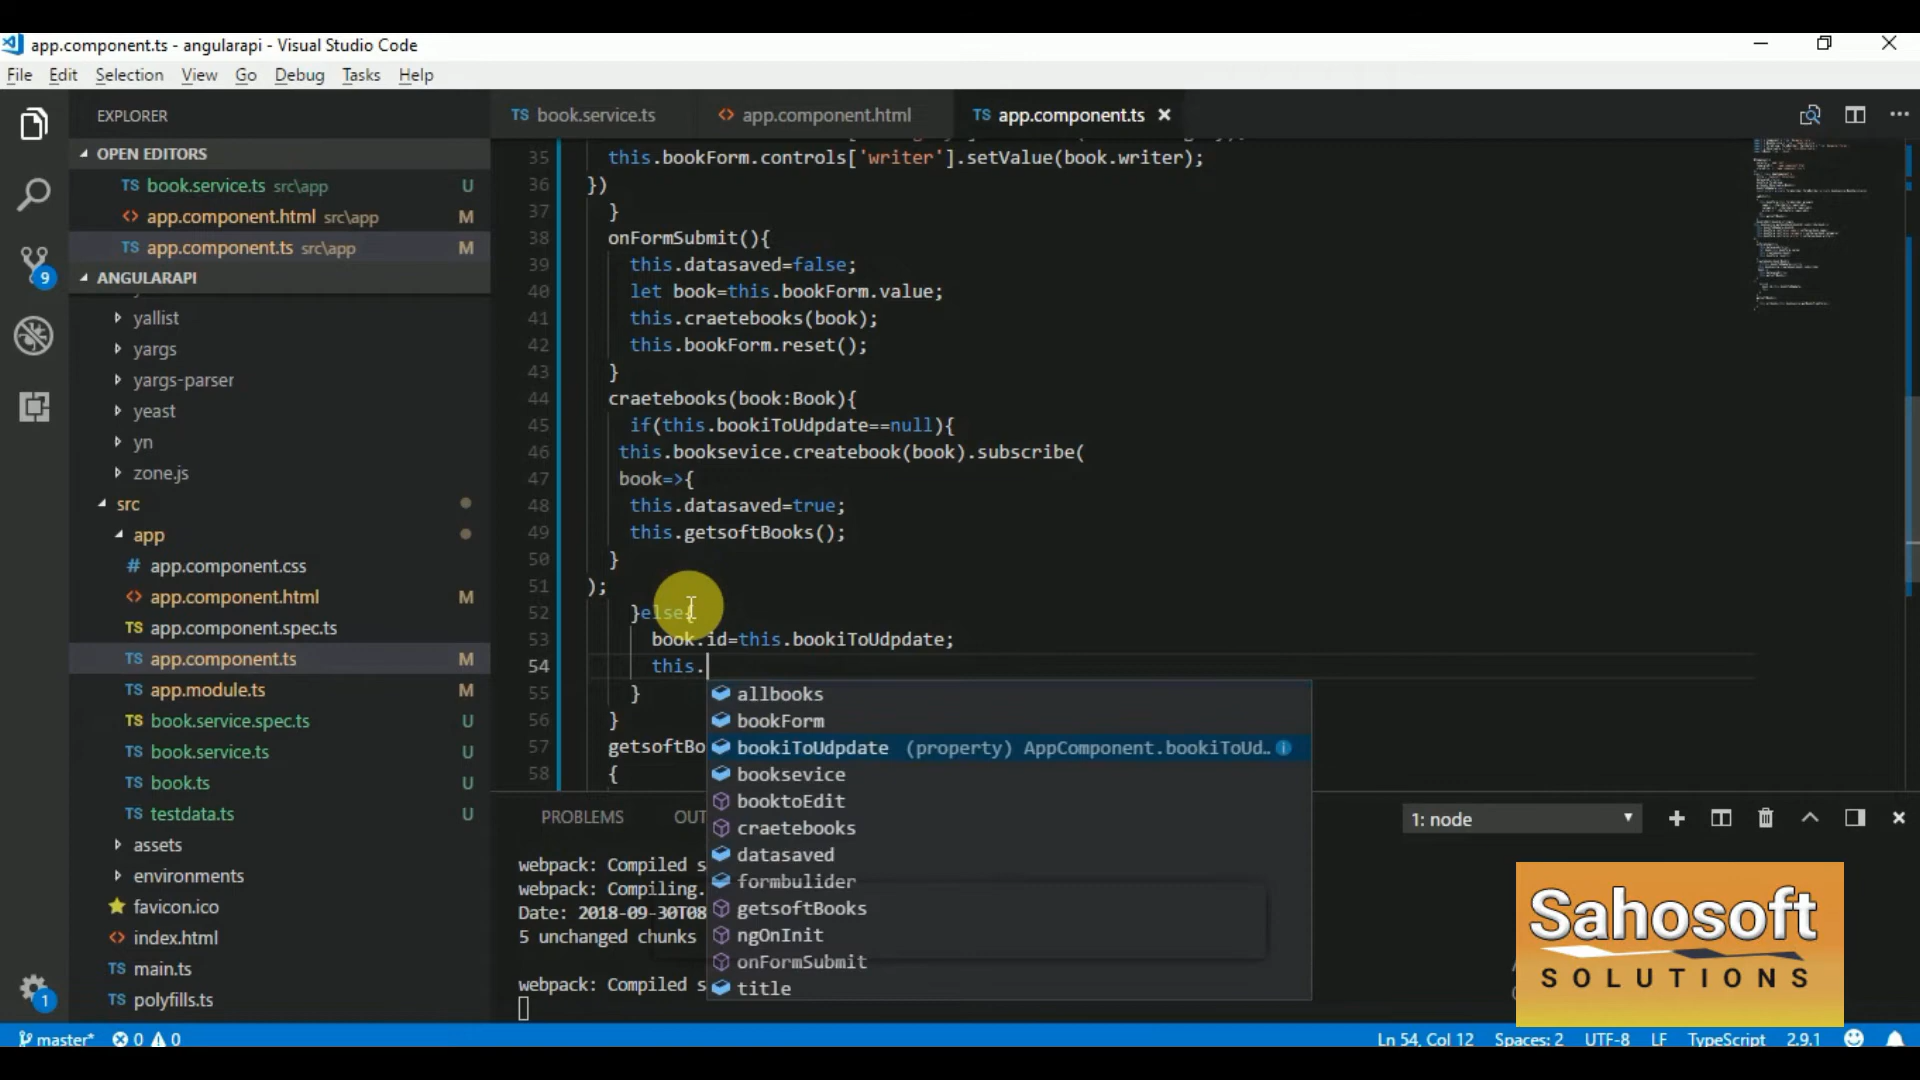 app.component.ts - angularapi - Visual Studio Code
File Edit Selection View Go Debug Tasks Help
EXPLORER
TS book.service.ts
<> app.component.html
TS app.component.ts
OPEN EDITORS
TS book.service.ts src\app U
<> app.component.html src\app M
TS app.component.ts src\app M
9
ANGULARAPI
yallist
yargs
yargs-parser
yeast
yn
zone.js
src
app
# app.component.css
<> app.component.html M
TS app.component.spec.ts
TS app.component.ts M
TS app.module.ts M
TS book.service.spec.ts U
TS book.service.ts U
TS book.ts U
TS testdata.ts U
assets
environments
favicon.ico
<> index.html
TS main.ts
TS polyfills.ts
1
35 this.bookForm.controls['writer'].setValue(book.writer);
36 })
37 }
38 onFormSubmit(){
39 this.datasaved=false;
40 let book=this.bookForm.value;
41 this.craetebooks(book);
42 this.bookForm.reset();
43 }
44 craetebooks(book:Book){
45 if(this.bookiToUdpdate==null){
46 this.booksevice.createbook(book).subscribe(
47 book=>{
48 this.datasaved=true;
49 this.getsoftBooks();
50 }
51 );
52 }else{
53 book.id=this.bookiToUdpdate;
54 this.
55 }
56 }
57 getsoftBo
58 {
allbooks
bookForm
bookiToUdpdate (property) AppComponent.bookiToUd..
booksevice
booktoEdit
craetebooks
datasaved
formbulider
getsoftBooks
ngOnInit
onFormSubmit
title
PROBLEMS OUT
1: node
webpack: Compiled s
webpack: Compiling.
Date: 2018-09-30T08
5 unchanged chunks
webpack: Compiled s
Sahosoft
SOLUTIONS
master* 0 0
Ln 54, Col 12 Spaces: 2 UTF-8 LF TypeScript 2.9.1